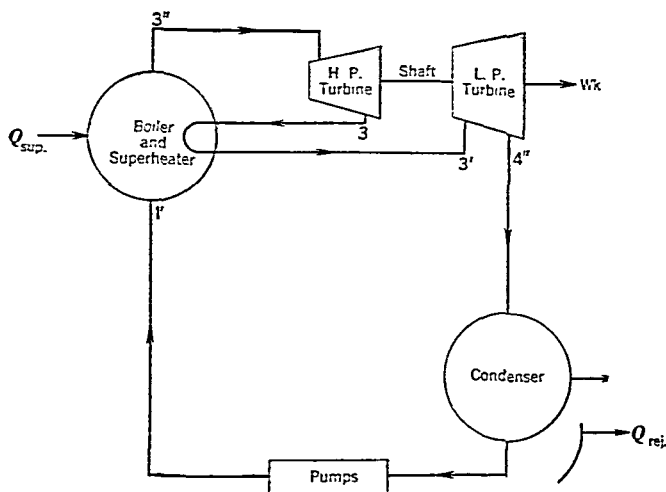 3"
H. P.
Turbine
Shaft
L. P.
Turbine
Wk
Q sup.
Boiler
and
Superheater
3
3'
4"
1'
Condenser
Q rej.
Pumps